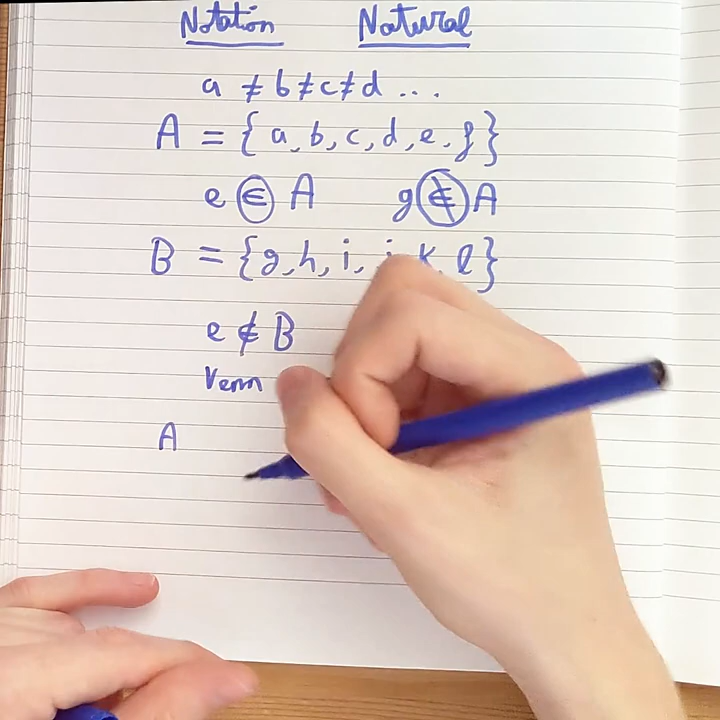 Notation Natural
a ≠ b ≠ c ≠ d ...
A = { a, b, c, d, e, f }
e ∈ A g ∉ A
B = { g, h, i, j, k, l }
e ∉ B
Venn
A